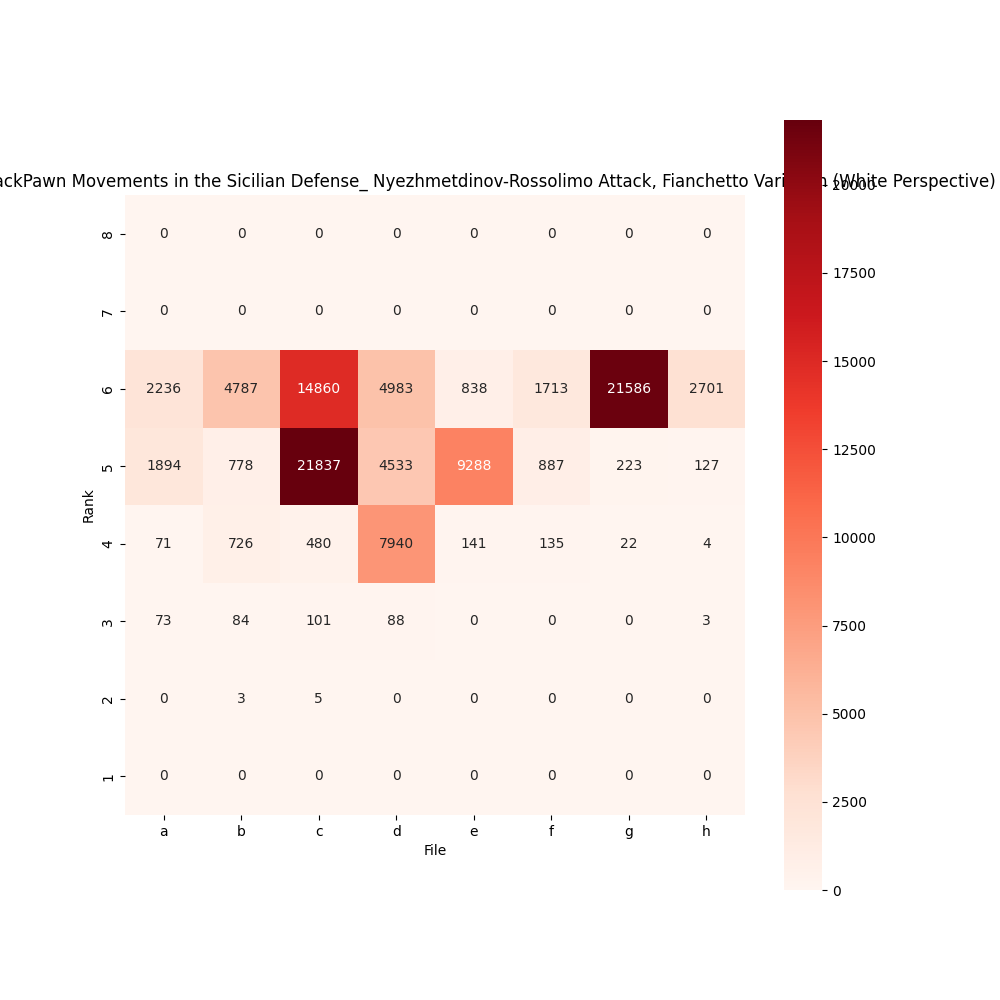 ackPawn Movements in the Sicilian Defense_ Nyezhmetdinov-Rossolimo Attack, Fianchetto (White Perspective)
20000
8 0 0 0 0 0 0 0 0
7 0 0 0 0 0 0 0 0
17500
6 2236 4787 14860 4983 838 1713 21586 2701
15000
5 1894 778 21837 4533 9288 887 223 127
12500
Rank
4 71 726 480 7940 141 135 22 4
10000
3 73 84 101 88 0 0 0 3
7500
2 0 3 5 0 0 0 0 0
5000
1 0 0 0 0 0 0 0 0
2500
a b c d e f g h
File
0